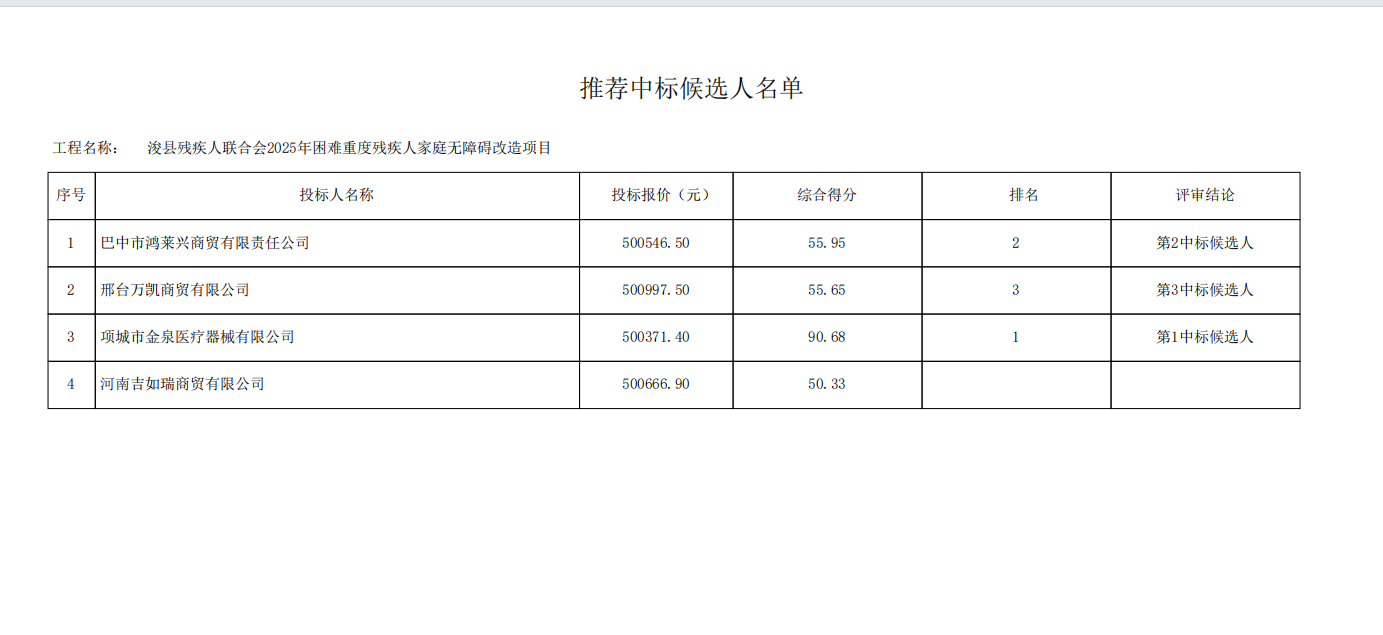 推荐中标候选人名单
工程名称： 浚县残疾人联合会2025年困难重度残疾人家庭无障碍改造项目
序号 投标人名称 投标报价（元） 综合得分 排名 评审结论
1 巴中市鸿莱兴商贸有限责任公司 500546.50 55.95 2 第2中标候选人
2 邢台万凯商贸有限公司 500997.50 55.65 3 第3中标候选人
3 项城市金泉医疗器械有限公司 500371.40 90.68 1 第1中标候选人
4 河南吉如瑞商贸有限公司 500666.90 50.33